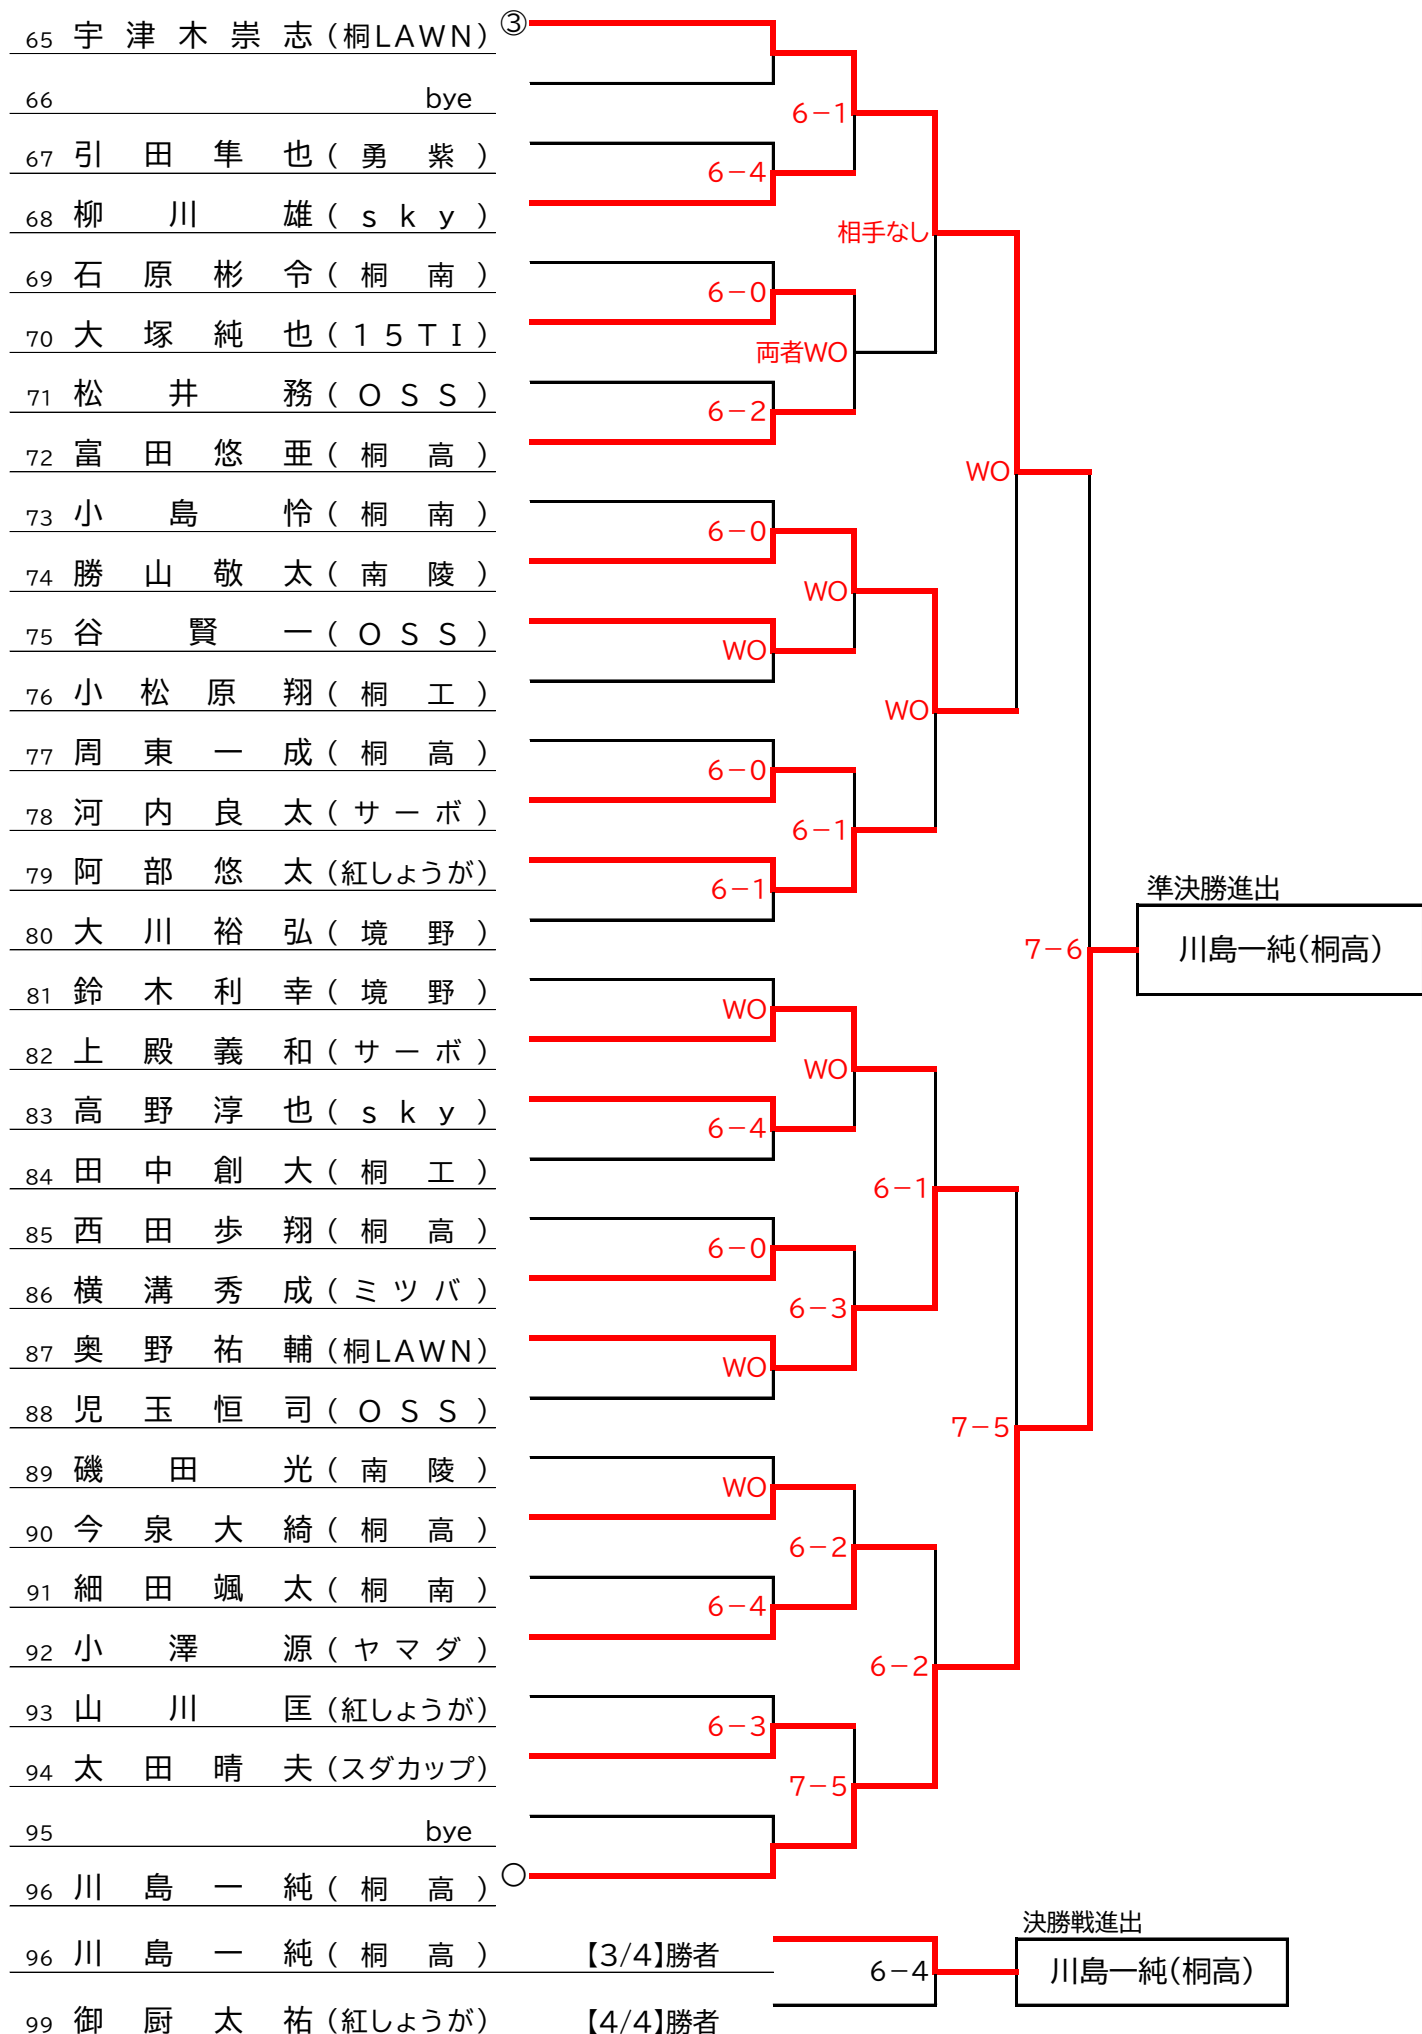 65 宇津木崇志(桐LAWN) ③
66 bye
6-1
67 引田隼也(勇紫)
6-4
68 柳川雄(sky)
相手なし
69 石原彬令(桐南)
6-0
70 大塚純也(15TI)
両者WO
71 松井務(OSS)
6-2
72 富田悠亜(桐高)
WO
73 小島怜(桐南)
6-0
74 勝山敬太(南陵)
WO
75 谷賢一(OSS)
WO
76 小松原翔(桐工)
WO
77 周東一成(桐高)
6-0
78 河内良太(サーボ)
6-1
79 阿部悠太(紅しょうが)
6-1
準決勝進出
80 大川裕弘(境野)
7-6 川島一純(桐高)
81 鈴木利幸(境野)
WO
82 上殿義和(サーボ)
WO
83 高野淳也(sky)
6-4
84 田中創大(桐工)
6-1
85 西田歩翔(桐高)
6-0
86 横溝秀成(ミツバ)
6-3
87 奥野祐輔(桐LAWN)
WO
88 児玉恒司(OSS)
7-5
89 磯田光(南陵)
WO
90 今泉大綺(桐高)
6-2
91 細田颯太(桐南)
6-4
92 小澤源(ヤマダ)
6-2
93 山川匡(紅しょうが)
6-3
94 太田晴夫(スダカップ)
7-5
95 bye
96 川島一純(桐高) ○
決勝戦進出
96 川島一純(桐高) 【3/4】勝者
6-4 川島一純(桐高)
99 御厨太祐(紅しょうが) 【4/4】勝者